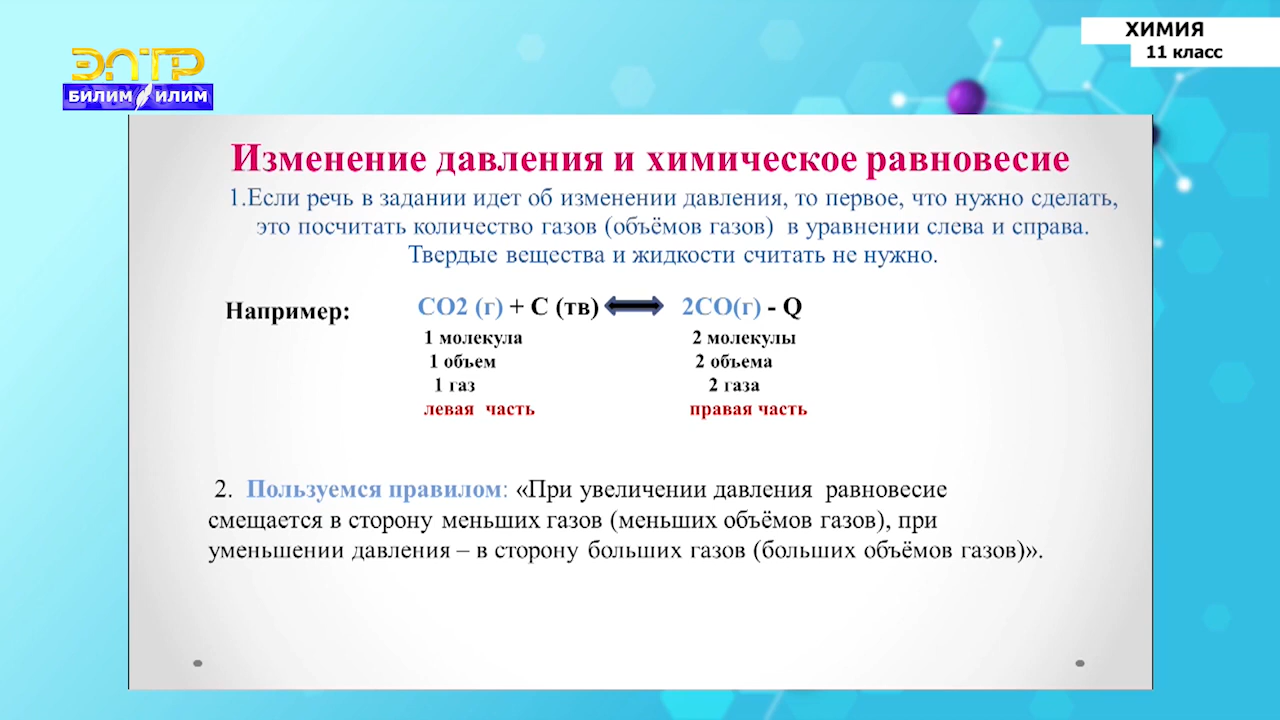 ЭЛТР
БИЛИМ ИЛИМ
ХИМИЯ
11 класс
Изменение давления и химическое равновесие
1.Если речь в задании идет об изменении давления, то первое, что нужно сделать,
это посчитать количество газов (объёмов газов) в уравнении слева и справа.
Твердые вещества и жидкости считать не нужно.
Например: СО2 (г) + С (тв) ⟷ 2СО(г) - Q
1 молекула 2 молекулы
1 объем 2 объема
1 газ 2 газа
левая часть правая часть
2. Пользуемся правилом: «При увеличении давления равновесие
смещается в сторону меньших газов (меньших объёмов газов), при
уменьшении давления – в сторону больших газов (больших объёмов газов)».